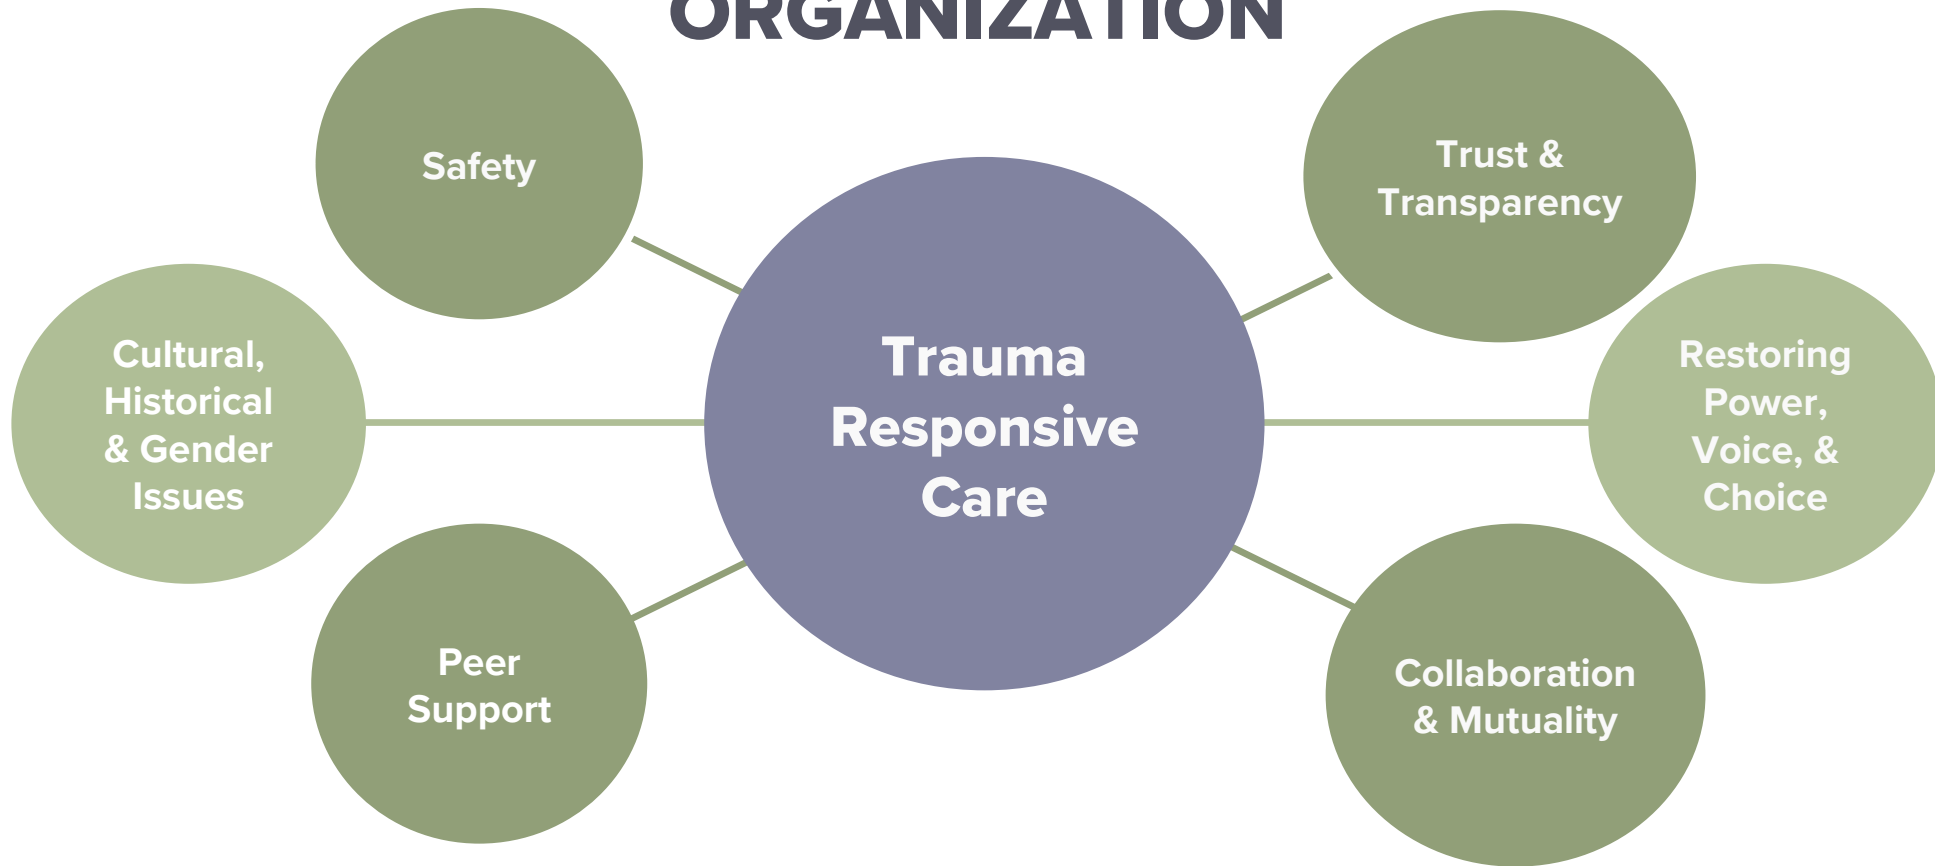 ORGANIZATION
Safety
Trust &
Transparency
Cultural,
Historical
& Gender
Issues
Trauma
Responsive
Care
Restoring
Power,
Voice, &
Choice
Peer
Support
Collaboration
& Mutuality